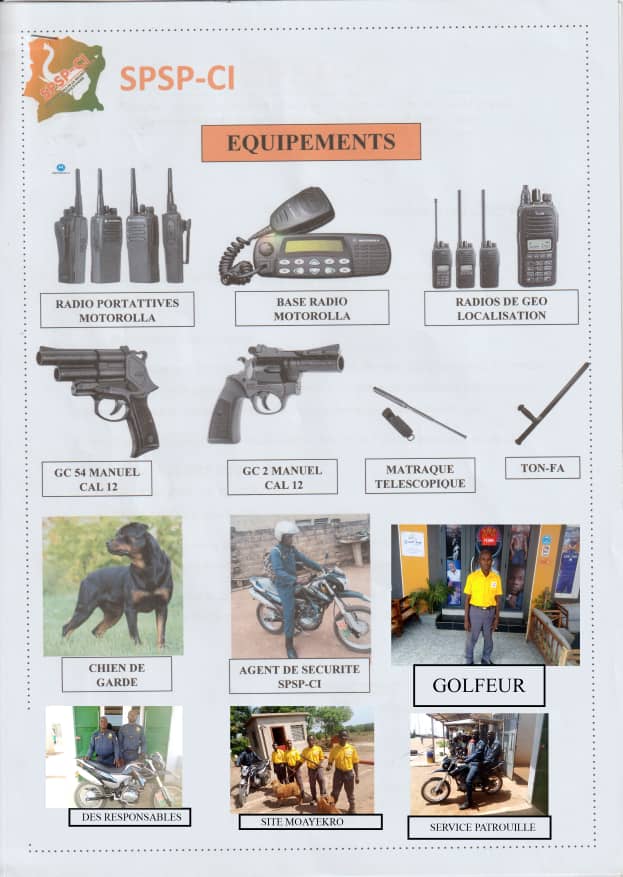 SPSP-CI
SPSP-CI
EQUIPEMENTS
RADIO PORTATTIVES
MOTOROLLA
BASE RADIO
MOTOROLLA
RADIOS DE GEO
LOCALISATION
GC 54 MANUEL
CAL 12
GC 2 MANUEL
CAL 12
MATRAQUE
TELESCOPIQUE
TON-FA
CHIEN DE
GARDE
AGENT DE SECURITE
SPSP-CI
GOLFEUR
DES RESPONSABLES
SITE MOAYEKRO
SERVICE PATROUILLE